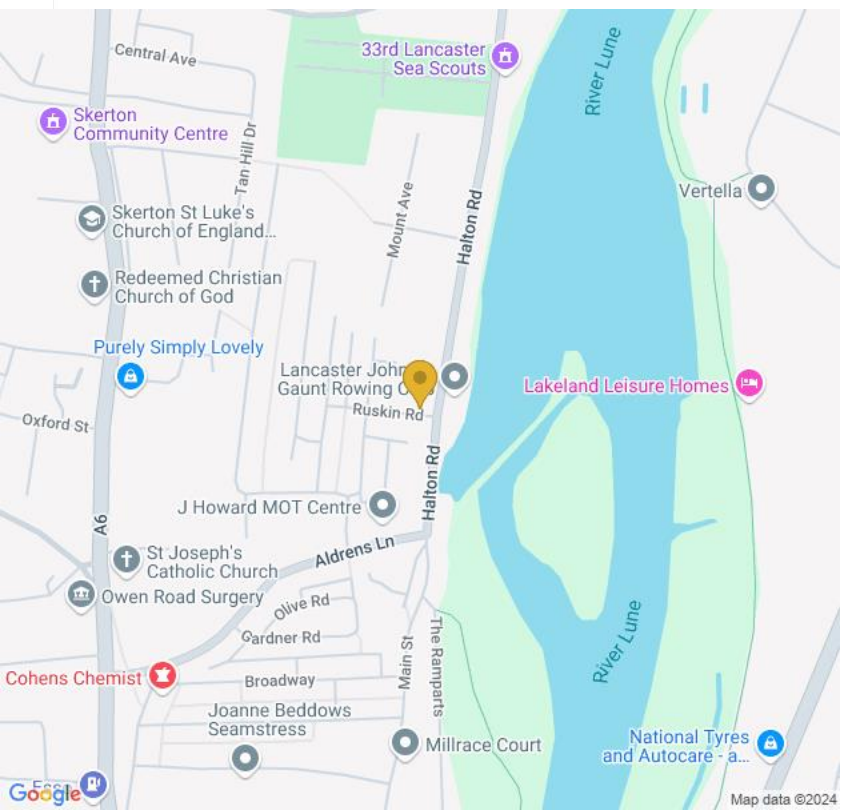 33rd Lancaster
Sea Scouts
River Lune
Central Ave
Skerton
Community Centre
Tan Hill Dr
Vertella
Mount Ave
Halton Rd
Skerton St Luke's
Church of England...
Redeemed Christian
Church of God
Purely Simply Lovely
Lancaster John
Gaunt Rowing
Ruskin Rd
Lakeland Leisure Homes
Oxford St
Halton Rd
J Howard MOT Centre
A6
Aldrens Ln
St Joseph's
Catholic Church
Owen Road Surgery
Olive Rd
Gardner Rd
Main St
The Ramparts
River Lune
Cohens Chemist
Broadway
Joanne Beddows
Seamstress
Millrace Court
National Tyres
and Autocare - a...
Google
Map data ©2024